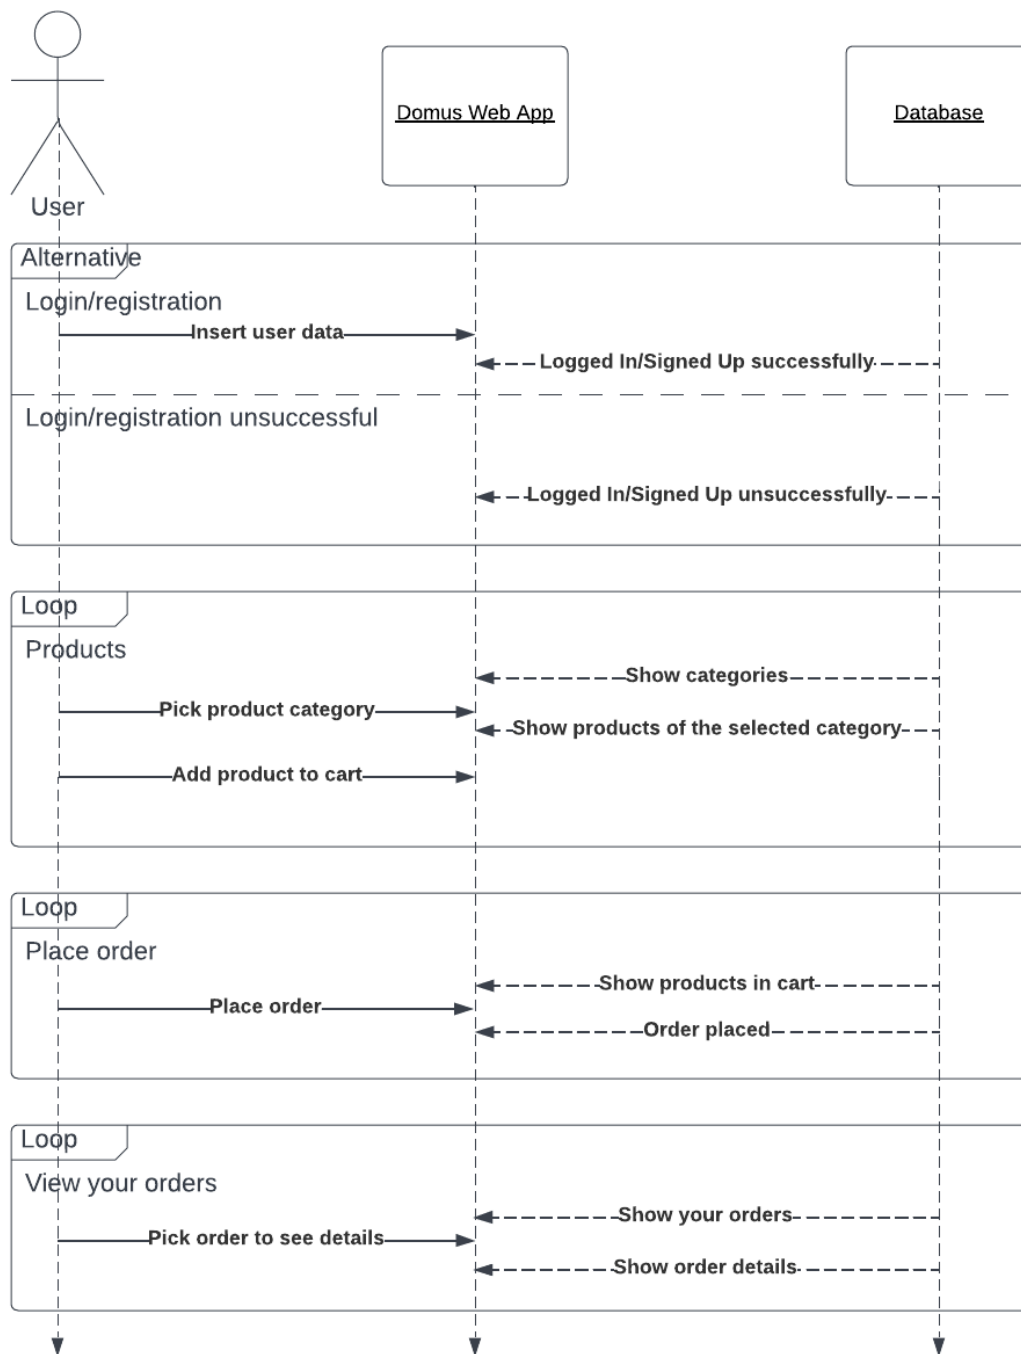 Domus Web App
Database
User
Alternative
Login/registration
Insert user data
Logged In/Signed Up successfully
Login/registration unsuccessful
Logged In/Signed Up unsuccessfully
Loop
Products
Show categories
Pick product category
Show products of the selected category
Add product to cart
Loop
Place order
Show products in cart
Place order
Order placed
Loop
View your orders
Show your orders
Pick order to see details
Show order details